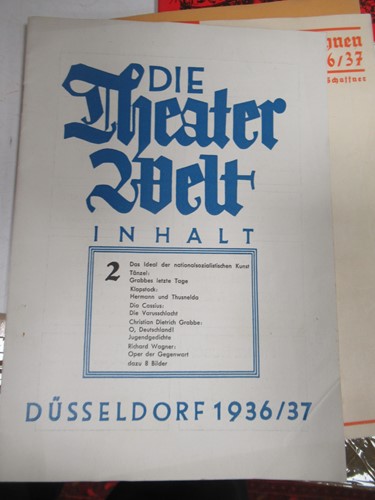 DIE
Theater
Welt
INHALT
2
Das Ideal der nationalsozialistischen Kunst
Tänzel:
Grabbes letzte Tage
Klopstock:
Hermann und Thusnelda
Dio Cassius:
Die Varusschlacht
Christian Dietrich Grabbe:
O, Deutschland!
Jugendgedichte
Richard Wagner:
Oper der Gegenwart
dazu 8 Bilder
DÜSSELDORF 1936/37
hnen
6/37
Schaffner